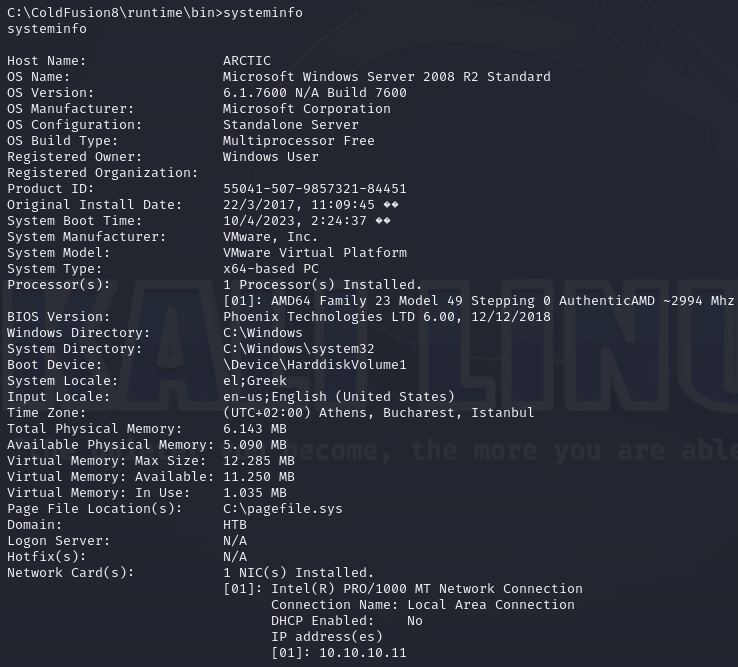 C:\ColdFusion8\runtime\bin>systeminfo
systeminfo

Host Name:                 ARCTIC
OS Name:                   Microsoft Windows Server 2008 R2 Standard
OS Version:                6.1.7600 N/A Build 7600
OS Manufacturer:           Microsoft Corporation
OS Configuration:          Standalone Server
OS Build Type:             Multiprocessor Free
Registered Owner:          Windows User
Registered Organization:
Product ID:                55041-507-9857321-84451
Original Install Date:     22/3/2017, 11:09:45 ��
System Boot Time:          10/4/2023, 2:24:37 ��
System Manufacturer:       VMware, Inc.
System Model:              VMware Virtual Platform
System Type:               x64-based PC
Processor(s):              1 Processor(s) Installed.
                           [01]: AMD64 Family 23 Model 49 Stepping 0 AuthenticAMD ~2994 Mhz
BIOS Version:              Phoenix Technologies LTD 6.00, 12/12/2018
Windows Directory:         C:\Windows
System Directory:          C:\Windows\system32
Boot Device:               \Device\HarddiskVolume1
System Locale:             el;Greek
Input Locale:              en-us;English (United States)
Time Zone:                 (UTC+02:00) Athens, Bucharest, Istanbul
Total Physical Memory:     6.143 MB
Available Physical Memory: 5.090 MB
Virtual Memory: Max Size:  12.285 MB
Virtual Memory: Available: 11.250 MB
Virtual Memory: In Use:    1.035 MB
Page File Location(s):     C:\pagefile.sys
Domain:                    HTB
Logon Server:              N/A
Hotfix(s):                 N/A
Network Card(s):           1 NIC(s) Installed.
                           [01]: Intel(R) PRO/1000 MT Network Connection
                                 Connection Name: Local Area Connection
                                 DHCP Enabled:    No
                                 IP address(es)
                                 [01]: 10.10.10.11
KALI LINU
become, the more you are able